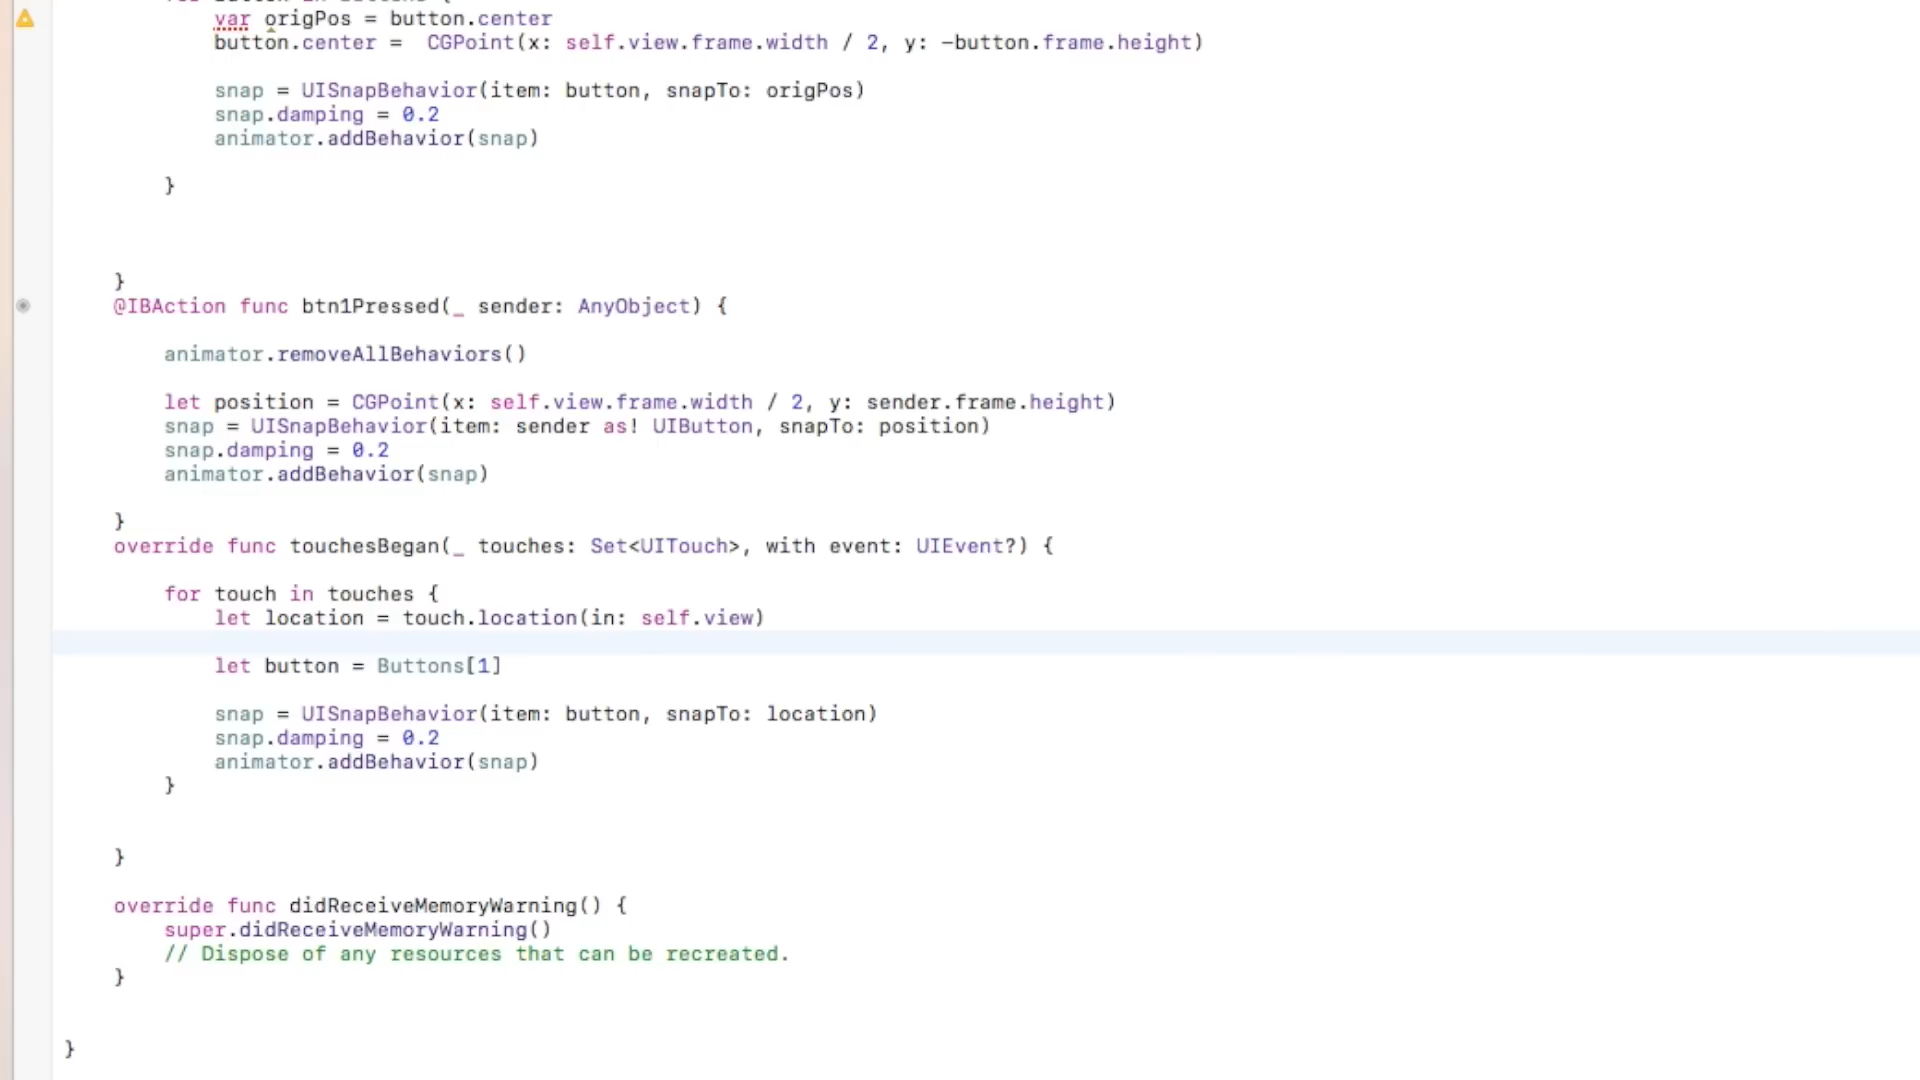 var origPos = button.center
button.center =  CGPoint(x: self.view.frame.width / 2, y: -button.frame.height)
snap = UISnapBehavior(item: button, snapTo: origPos)
snap.damping = 0.2
animator.addBehavior(snap)
}
}
@IBAction func btn1Pressed(_ sender: AnyObject) {
animator.removeAllBehaviors()
let position = CGPoint(x: self.view.frame.width / 2, y: sender.frame.height)
snap = UISnapBehavior(item: sender as! UIButton, snapTo: position)
snap.damping = 0.2
animator.addBehavior(snap)
}
override func touchesBegan(_ touches: Set<UITouch>, with event: UIEvent?) {
for touch in touches {
let location = touch.location(in: self.view)
let button = Buttons[1]
snap = UISnapBehavior(item: button, snapTo: location)
snap.damping = 0.2
animator.addBehavior(snap)
}
}
override func didReceiveMemoryWarning() {
super.didReceiveMemoryWarning()
// Dispose of any resources that can be recreated.
}
}